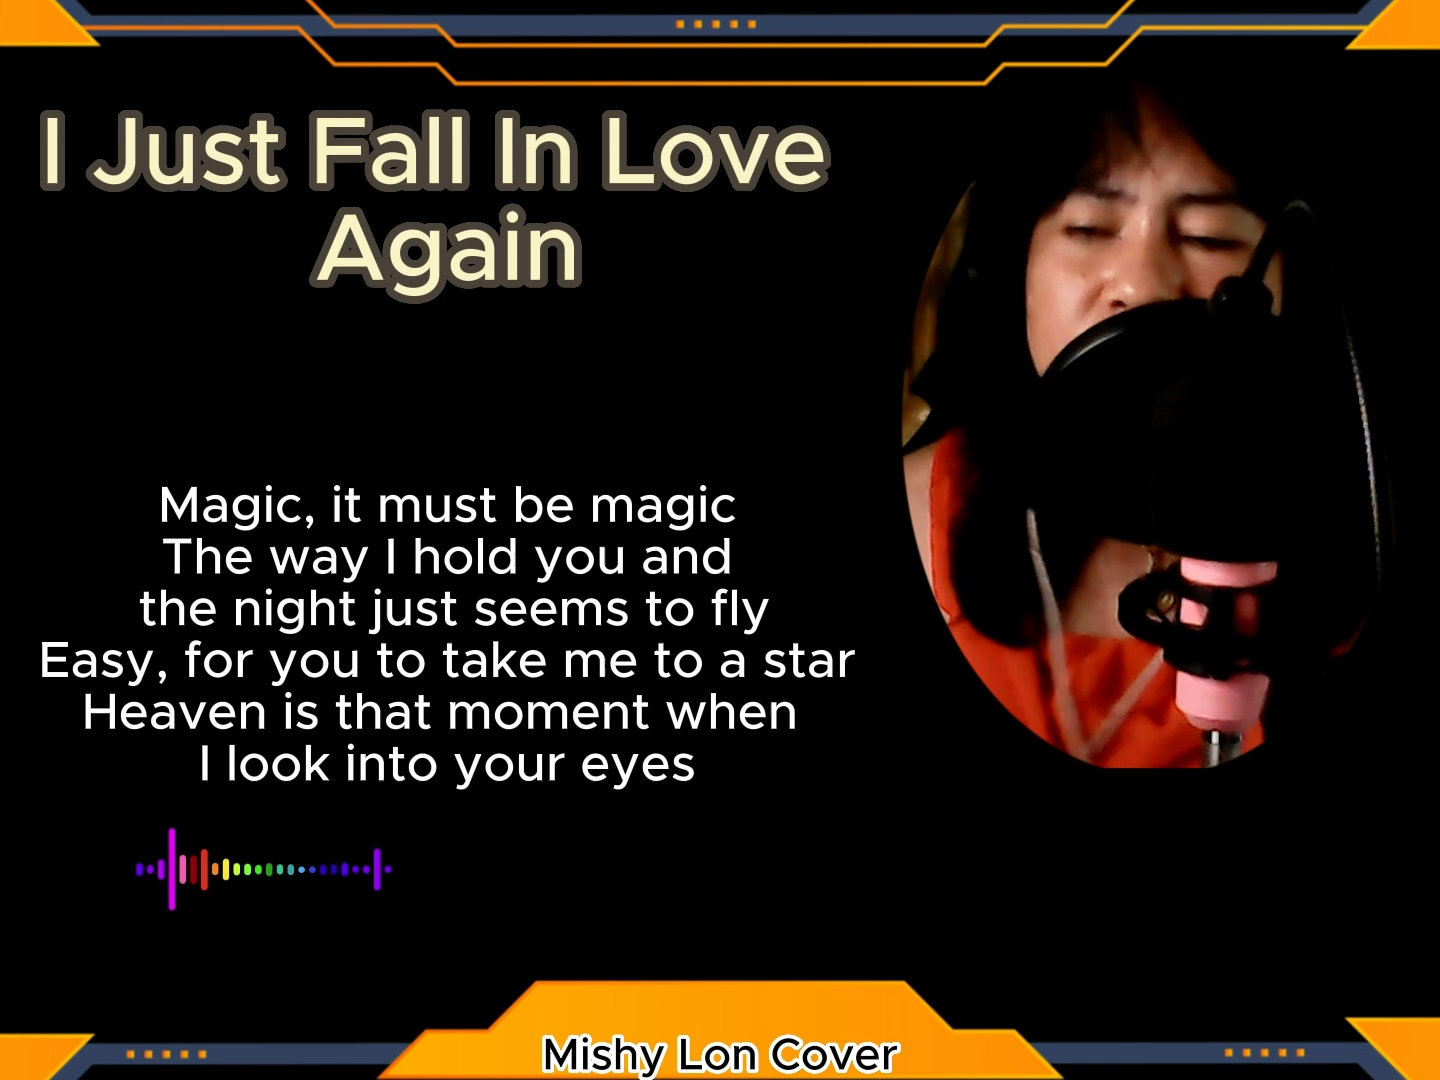 I Just Fall In Love
Again
Magic, it must be magic
The way I hold you and
the night just seems to fly
Easy, for you to take me to a star
Heaven is that moment when
I look into your eyes
Mishy Lon Cover